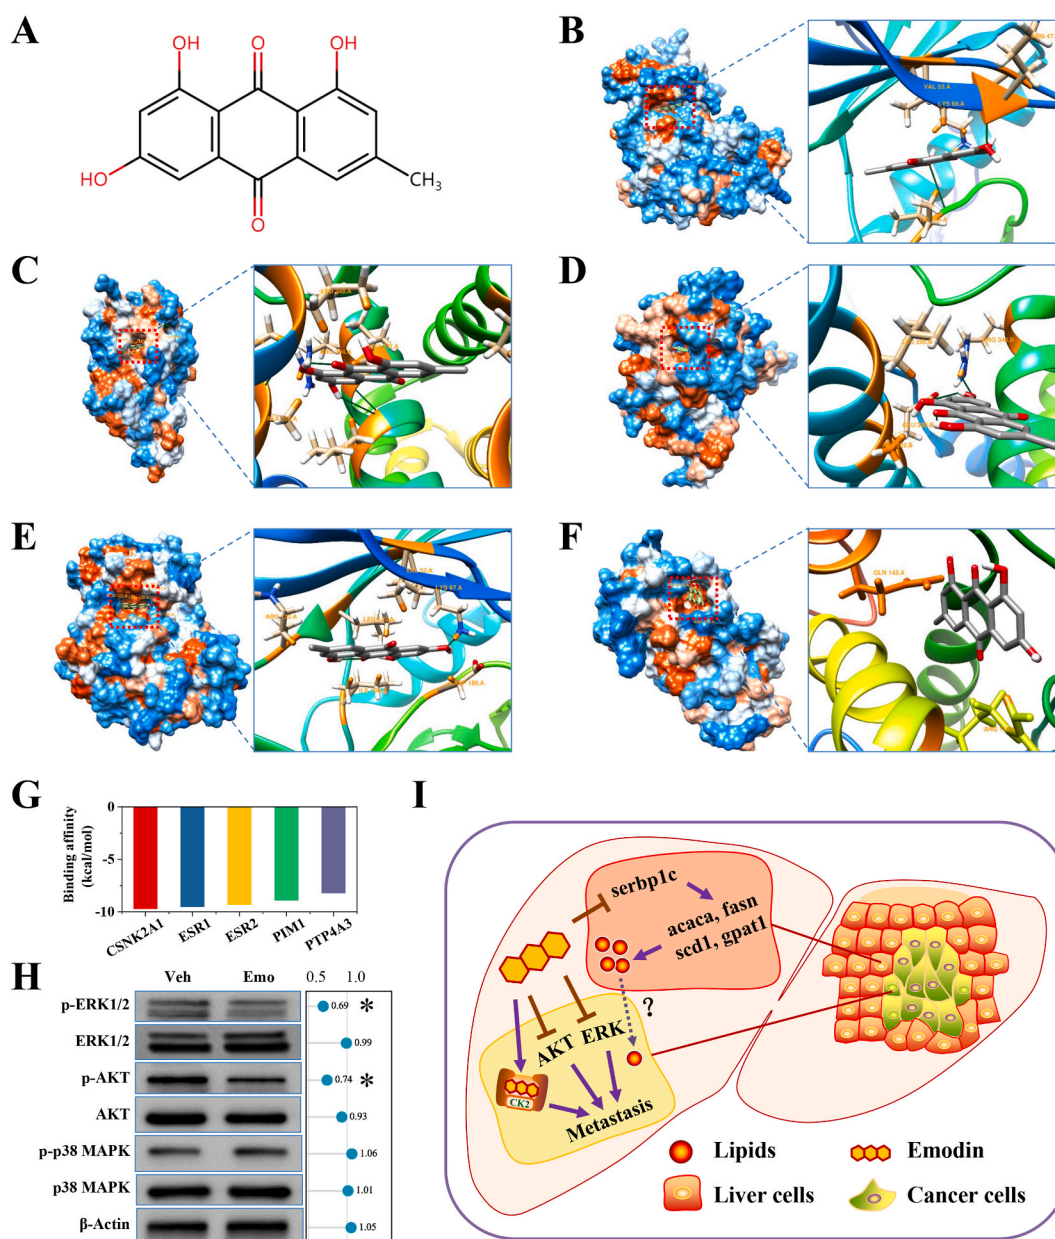 A
OH O OH
HO
O
CH3
B
ARG 47
VAL 53.A
LYS 68.A
C
D
E
LYS 67.A
F
GLN 145.A
G
Binding affinity
(kcal/mol)
0
-5
-10
CSNK2A1 ESR1 ESR2 PIM1 PTP4A3
H
Veh Emo 0.5 1.0
p-ERK1/2 0.69 *
ERK1/2 0.99
p-AKT 0.74 *
AKT 0.93
p-p38 MAPK 1.06
p38 MAPK 1.01
β-Actin 1.05
I
serbp1c
acaca, fasn
scd1, gpat1
?
AKT ERK
CK2
Metastasis
Lipids Emodin
Liver cells Cancer cells